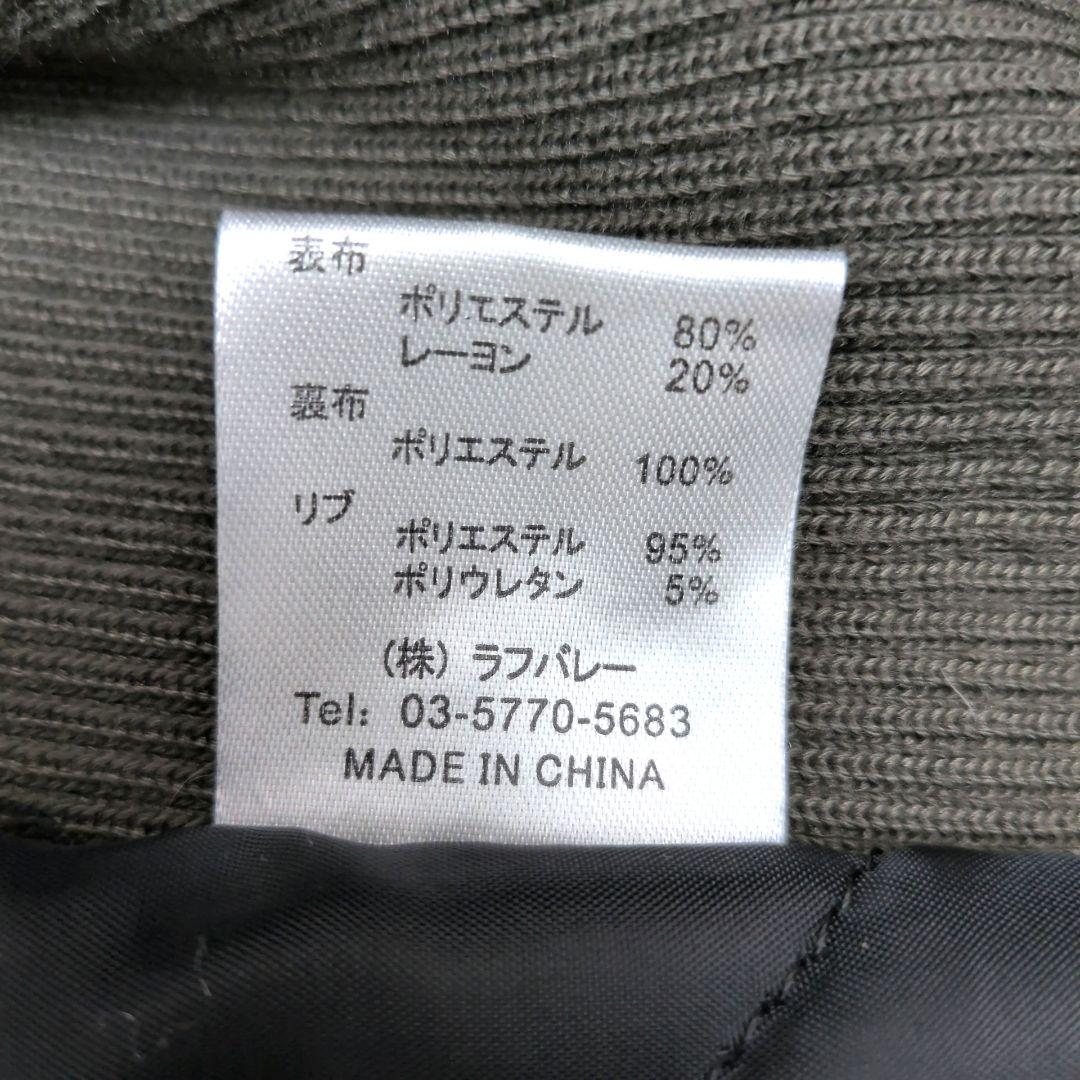 表布
ポリエステル 80%
レーヨン 20%
裏布
ポリエステル 100%
リブ
ポリエステル 95%
ポリウレタン 5%
(株) ラフバレー
Tel: 03-5770-5683
MADE IN CHINA